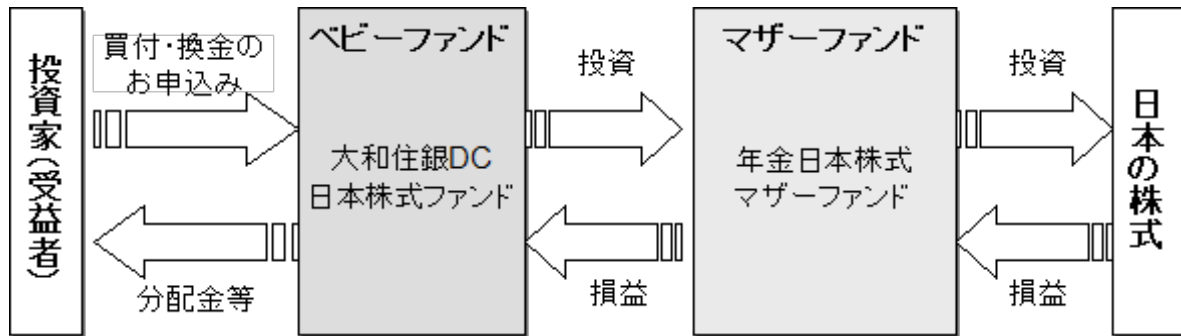 投資家(受益者)
買付・換金の
お申込み
分配金等
ベビーファンド
大和住銀DC
日本株式ファンド
投資
損益
マザーファンド
年金日本株式
マザーファンド
投資
損益
日本の株式